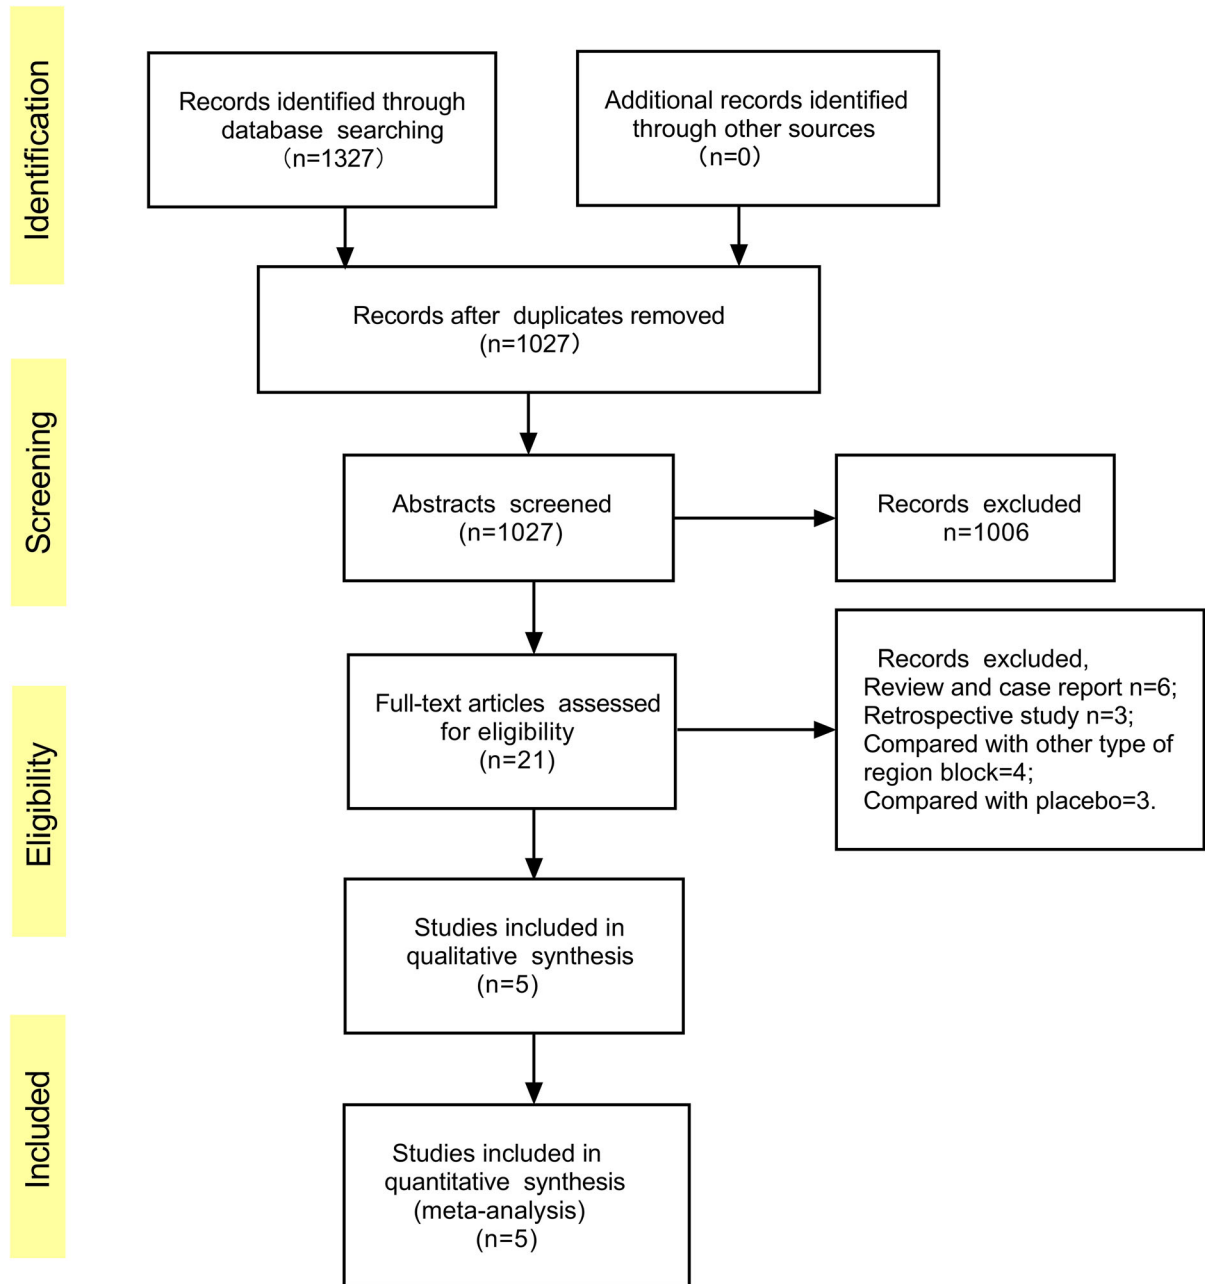 Identification
Records identified through
database searching
（n=1327）
Additional records identified
through other sources
（n=0）
Records after duplicates removed
(n=1027）
Screening
Abstracts screened
(n=1027)
Records excluded
n=1006
Eligibility
Full-text articles assessed
for eligibility
(n=21)
Records excluded,
Review and case report n=6;
Retrospective study n=3;
Compared with other type of
region block=4;
Compared with placebo=3.
Studies included in
qualitative synthesis
(n=5)
Included
Studies included in
quantitative synthesis
(meta-analysis)
(n=5)